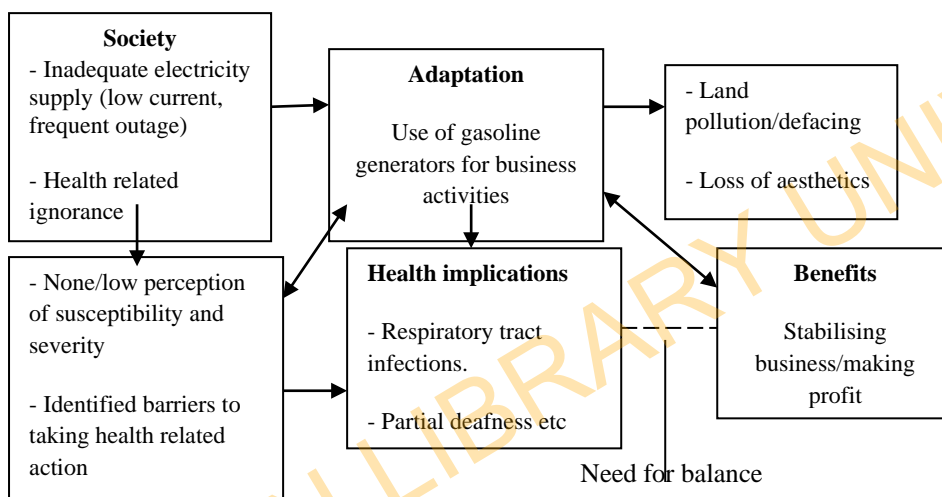 Society
- Inadequate electricity
supply (low current,
frequent outage)
- Health related
ignorance
Adaptation
Use of gasoline
generators for business
activities
- Land
pollution/defacing
- Loss of aesthetics
- None/low perception
of susceptibility and
severity
- Identified barriers to
taking health related
action
Health implications
- Respiratory tract
infections.
- Partial deafness etc
Benefits
Stabilising
business/making
profit
Need for balance
LIBRARY UNI